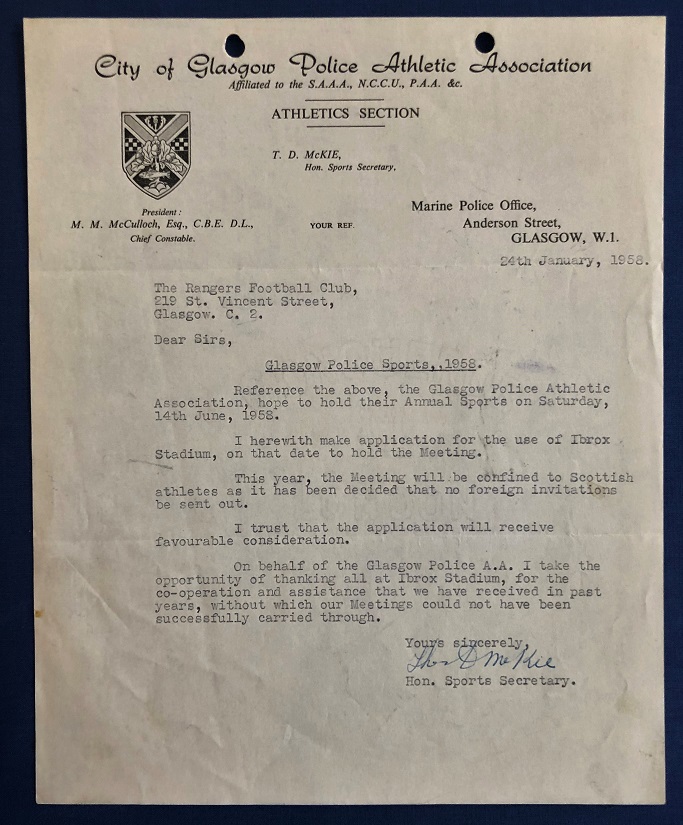 City of Glasgow Police Athletic Association
Affiliated to the S.A.A.A., N.C.C.U., P.A.A. &c.
ATHLETICS SECTION
T. D. McKIE,
Hon. Sports Secretary.
President:
M. M. McCulloch, Esq., C.B.E. D.L.,
Chief Constable.
YOUR REF.
Marine Police Office,
Anderson Street,
GLASGOW, W.1.
24th January, 1958.
The Rangers Football Club,
219 St. Vincent Street,
Glasgow. C. 2.
Dear Sirs,
Glasgow Police Sports,.1958.
Reference the above, the Glasgow Police Athletic
Association, hope to hold their Annual Sports on Saturday,
14th June, 1958.
I herewith make application for the use of Ibrox
Stadium, on that date to hold the Meeting.
This year, the Meeting will be confined to Scottish
athletes as it has been decided that no foreign invitations
be sent out.
I trust that the application will receive
favourable consideration.
On behalf of the Glasgow Police A.A. I take the
opportunity of thanking all at Ibrox Stadium, for the
co-operation and assistance that we have received in past
years, without which our Meetings could not have been
successfully carried through.
Yours sincerely,
Thos D McKie
Hon. Sports Secretary.